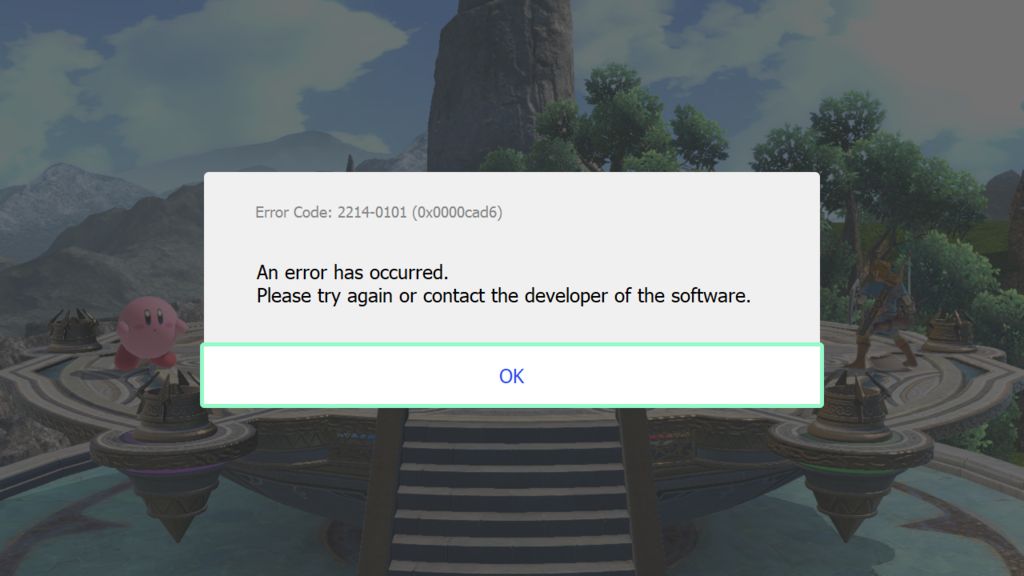 Error Code: 2214-0101 (0x0000cad6)
An error has occurred.
Please try again or contact the developer of the software.
OK